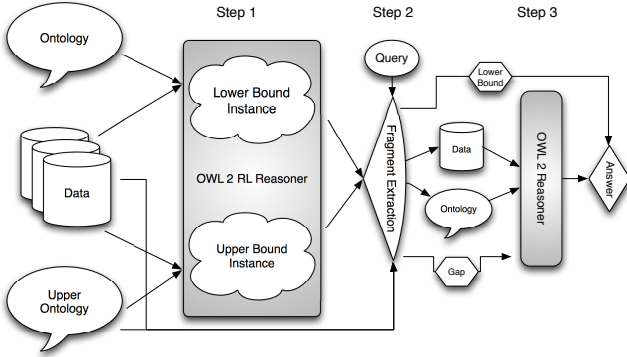 Step 1
Step 2
Step 3
Ontology
Data
Upper
Ontology
Lower Bound
Instance
OWL 2 RL Reasoner
Upper Bound
Instance
Query
Fragment Extraction
Lower
Bound
Data
Ontology
Gap
OWL 2 Reasoner
Answer